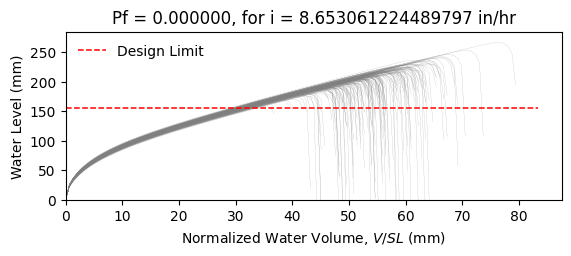 Pf = 0.000000, for i = 8.653061224489797 in/hr
Design Limit
Water Level (mm)
250
200
150
100
50
0
0 10 20 30 40 50 60 70 80
Normalized Water Volume, V/SL (mm)